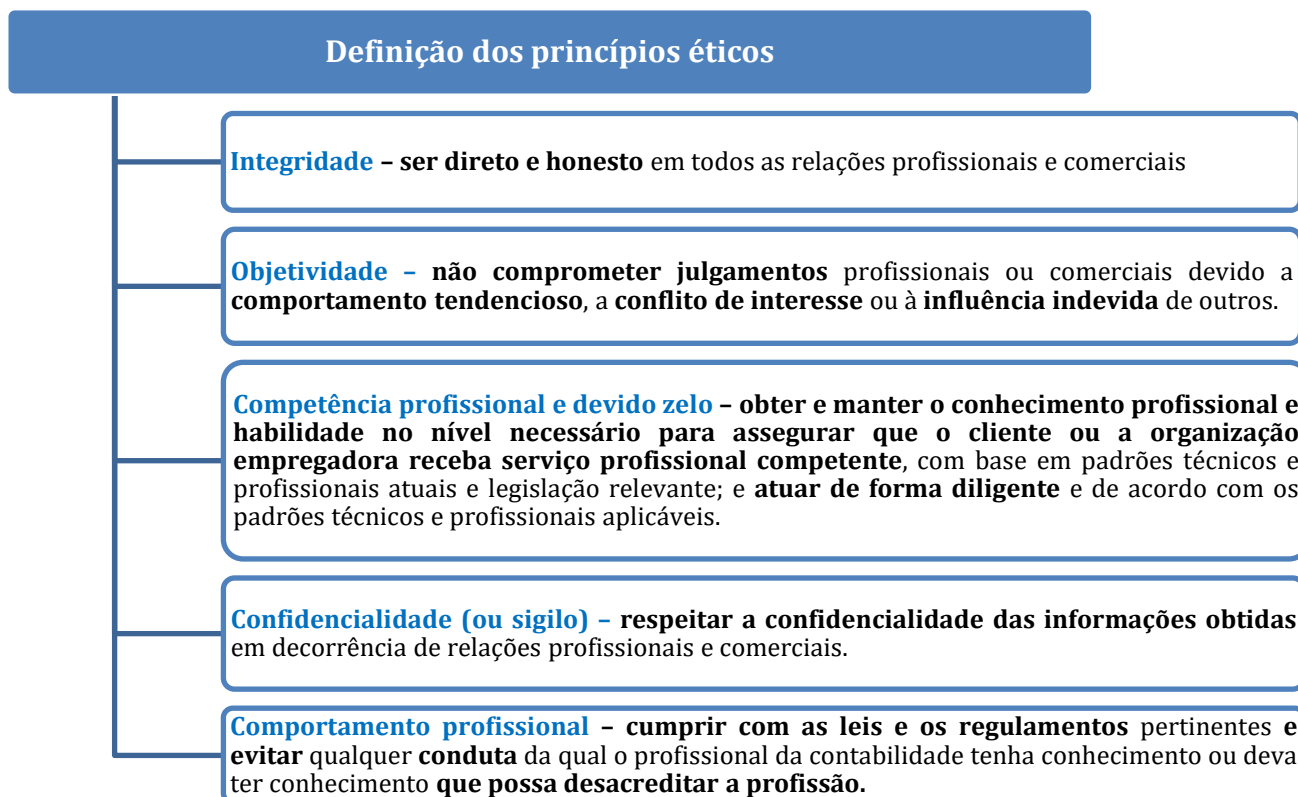 Definição dos princípios éticos
Integridade – ser direto e honesto em todos as relações profissionais e comerciais
Objetividade – não comprometer julgamentos profissionais ou comerciais devido a
comportamento tendencioso, a conflito de interesse ou à influência indevida de outros.
Competência profissional e devido zelo – obter e manter o conhecimento profissional e
habilidade no nível necessário para assegurar que o cliente ou a organização
empregadora receba serviço profissional competente, com base em padrões técnicos e
profissionais atuais e legislação relevante; e atuar de forma diligente e de acordo com os
padrões técnicos e profissionais aplicáveis.
Confidencialidade (ou sigilo) – respeitar a confidencialidade das informações obtidas
em decorrência de relações profissionais e comerciais.
Comportamento profissional – cumprir com as leis e os regulamentos pertinentes e
evitar qualquer conduta da qual o profissional da contabilidade tenha conhecimento ou deva
ter conhecimento que possa desacreditar a profissão.